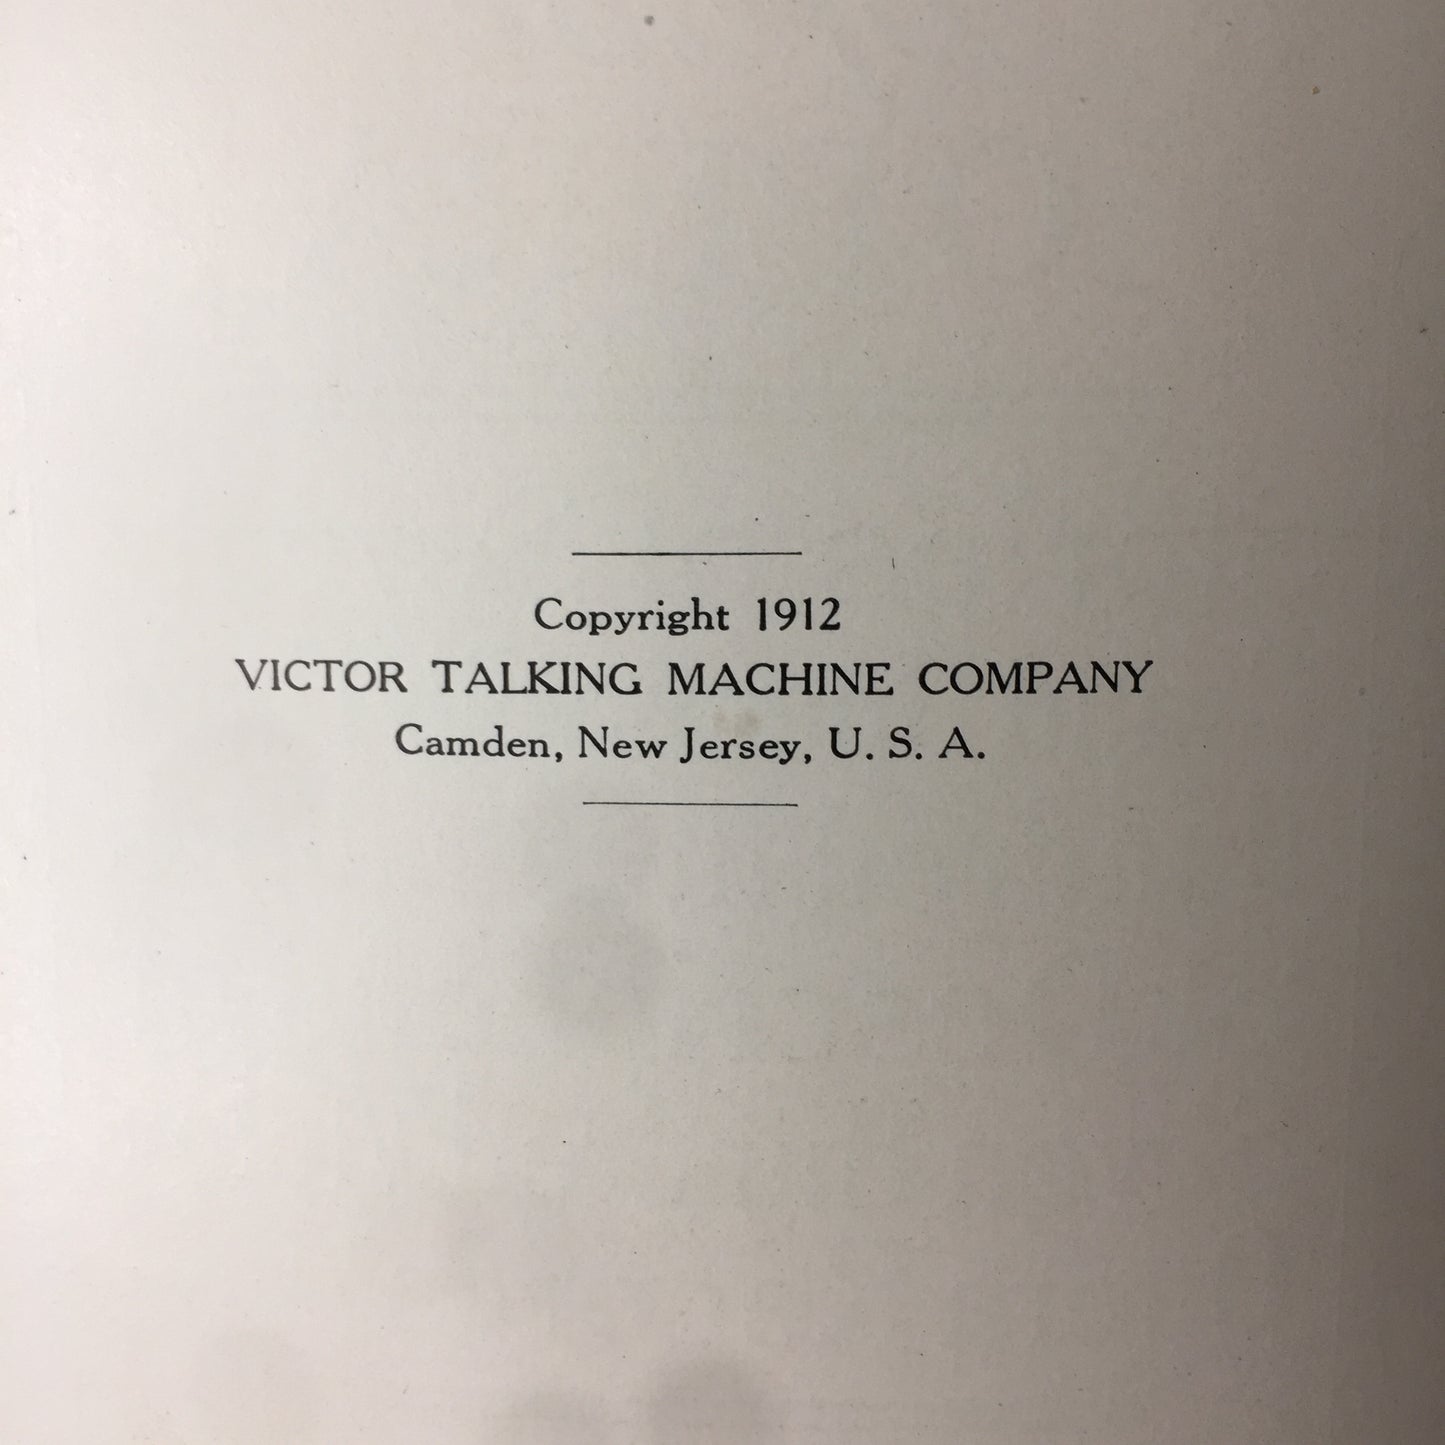 Copyright 1912
VICTOR TALKING MACHINE COMPANY
Camden, New Jersey, U. S. A.